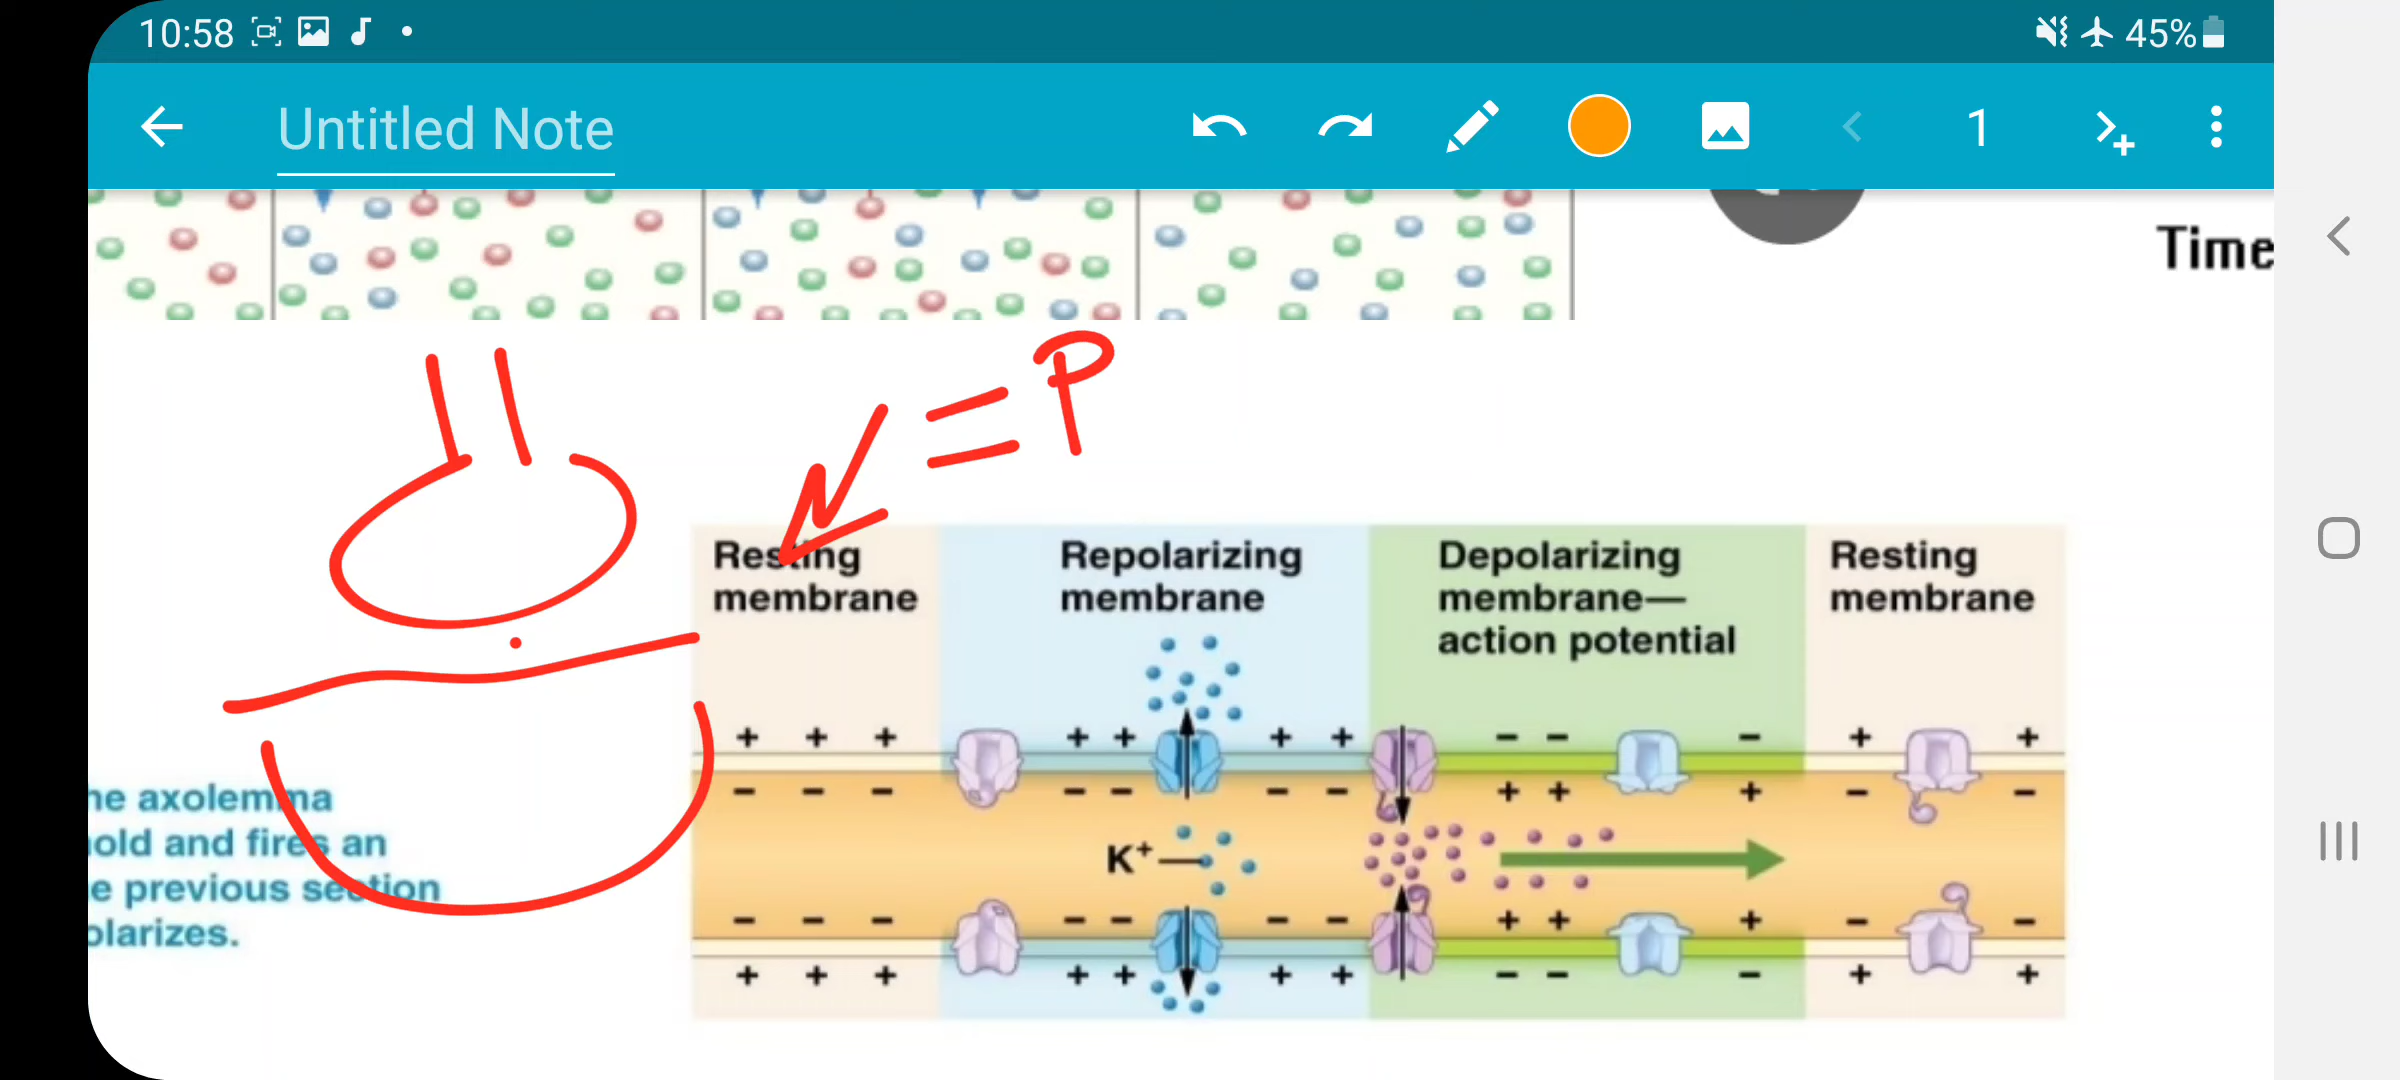 10:58
45%
Untitled Note
1
Time
= P
Resting
membrane
Repolarizing
membrane
Depolarizing
membrane—
action potential
Resting
membrane
+ + + + + + + − − − + +
− − − − − − − + + + − −
K⁺
− − − − − − − + + + − −
+ + + + + + + − − − + +
he axolemma
old and fires an
e previous section
olarizes.